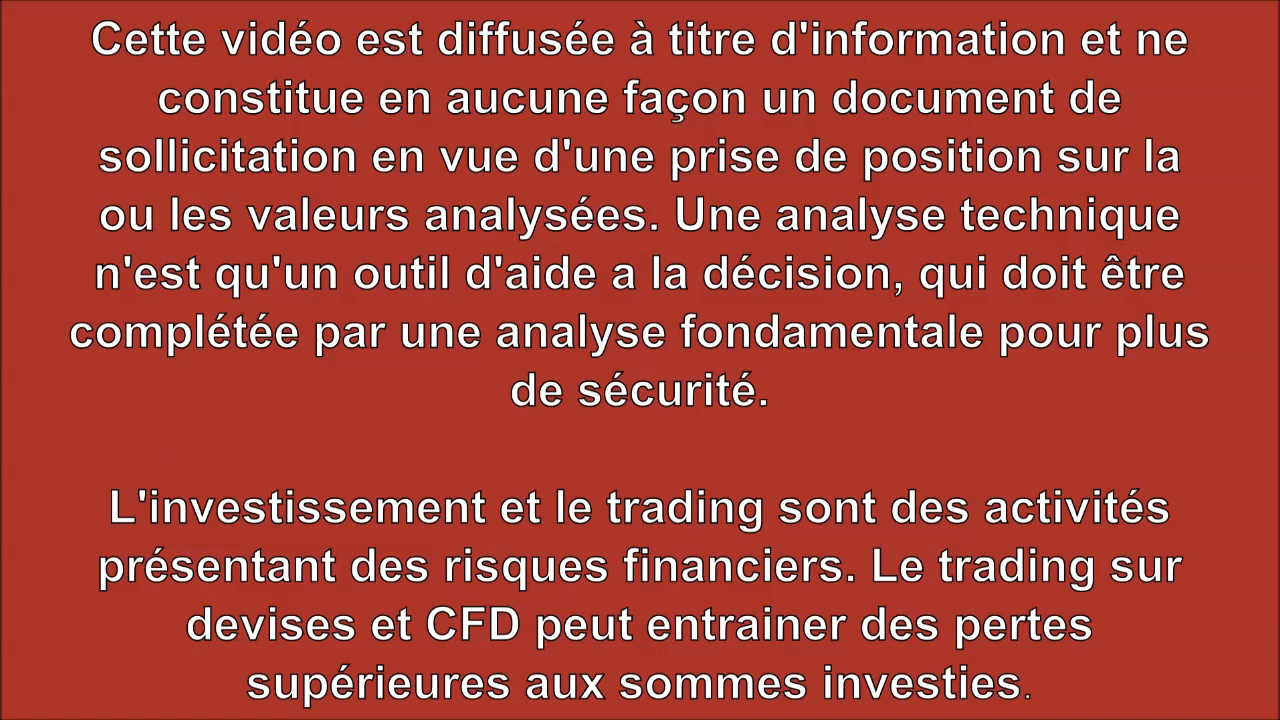 Cette vidéo est diffusée à titre d'information et ne
constitue en aucune façon un document de
sollicitation en vue d'une prise de position sur la
ou les valeurs analysées. Une analyse technique
n'est qu'un outil d'aide a la décision, qui doit être
complétée par une analyse fondamentale pour plus
de sécurité.
L'investissement et le trading sont des activités
présentant des risques financiers. Le trading sur
devises et CFD peut entrainer des pertes
supérieures aux sommes investies.